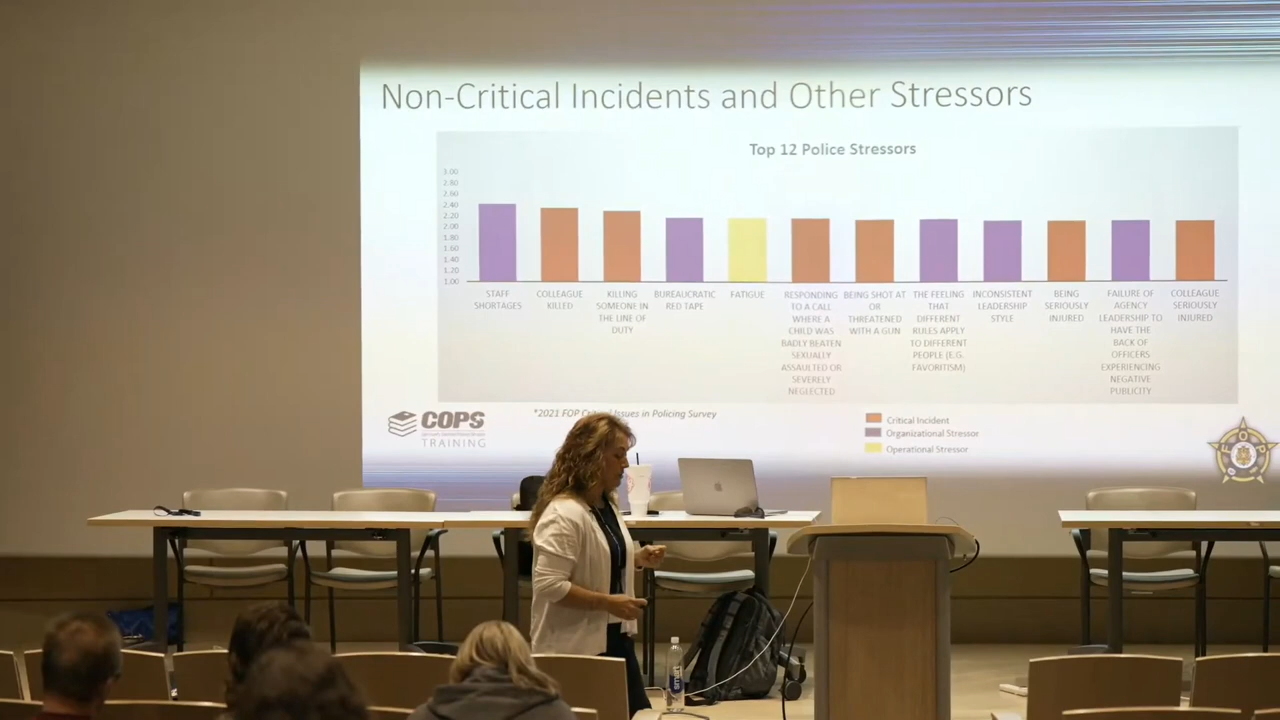 Non-Critical Incidents and Other Stressors
Top 12 Police Stressors
3.00
2.80
2.60
2.40
2.20
2.00
1.80
1.60
1.40
1.20
1.00
STAFF
SHORTAGES
COLLEAGUE
KILLED
KILLING
SOMEONE IN
THE LINE OF
DUTY
BUREAUCRATIC
RED TAPE
FATIGUE
RESPONDING
TO A CALL
WHERE A
CHILD WAS
BADLY BEATEN
SEXUALLY
ASSAULTED OR
SEVERELY
NEGLECTED
BEING SHOT AT
OR
THREATENED
WITH A GUN
THE FEELING
THAT
DIFFERENT
RULES APPLY
TO DIFFERENT
PEOPLE (E.G.
FAVORITISM)
INCONSISTENT
LEADERSHIP
STYLE
BEING
SERIOUSLY
INJURED
FAILURE OF
AGENCY
LEADERSHIP TO
HAVE THE
BACK OF
OFFICERS
EXPERIENCING
NEGATIVE
PUBLICITY
COLLEAGUE
SERIOUSLY
INJURED
COPS
TRAINING
*2021 FOP Critical Issues in Policing Survey
Critical Incident
Organizational Stressor
Operational Stressor
FOP
smart